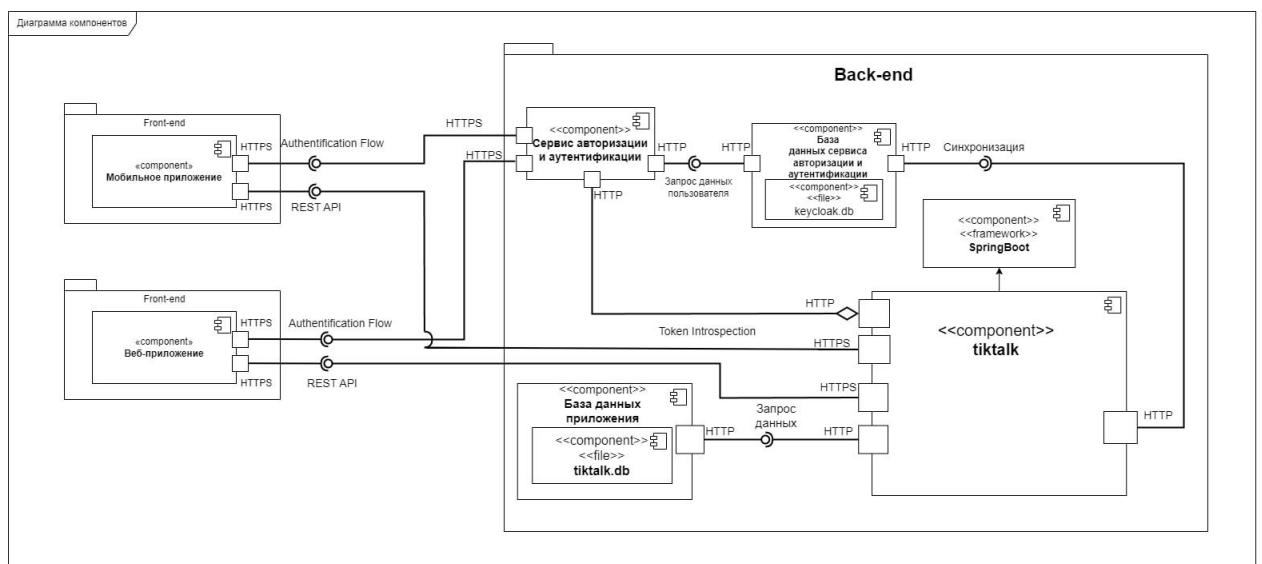 Диаграмма компонентов
Back-end
Front-end
«component»
Мобильное приложение
HTTPS
HTTPS
Authentification Flow
REST API
HTTPS
HTTPS
<<component>>
Сервис авторизации
и аутентификации
HTTP
HTTP
Запрос данных
пользователя
HTTP
<<component>>
База
данных сервиса
авторизации и
аутентификации
<<component>>
<<file>>
keycloak.db
HTTP
Синхронизация
<<component>>
<<framework>>
SpringBoot
Front-end
«component»
Веб-приложение
HTTPS
HTTPS
Authentification Flow
REST API
Token Introspection
HTTP
HTTPS
HTTPS
HTTP
<<component>>
tiktalk
HTTP
<<component>>
База данных
приложения
<<component>>
<<file>>
tiktalk.db
HTTP
Запрос
данных